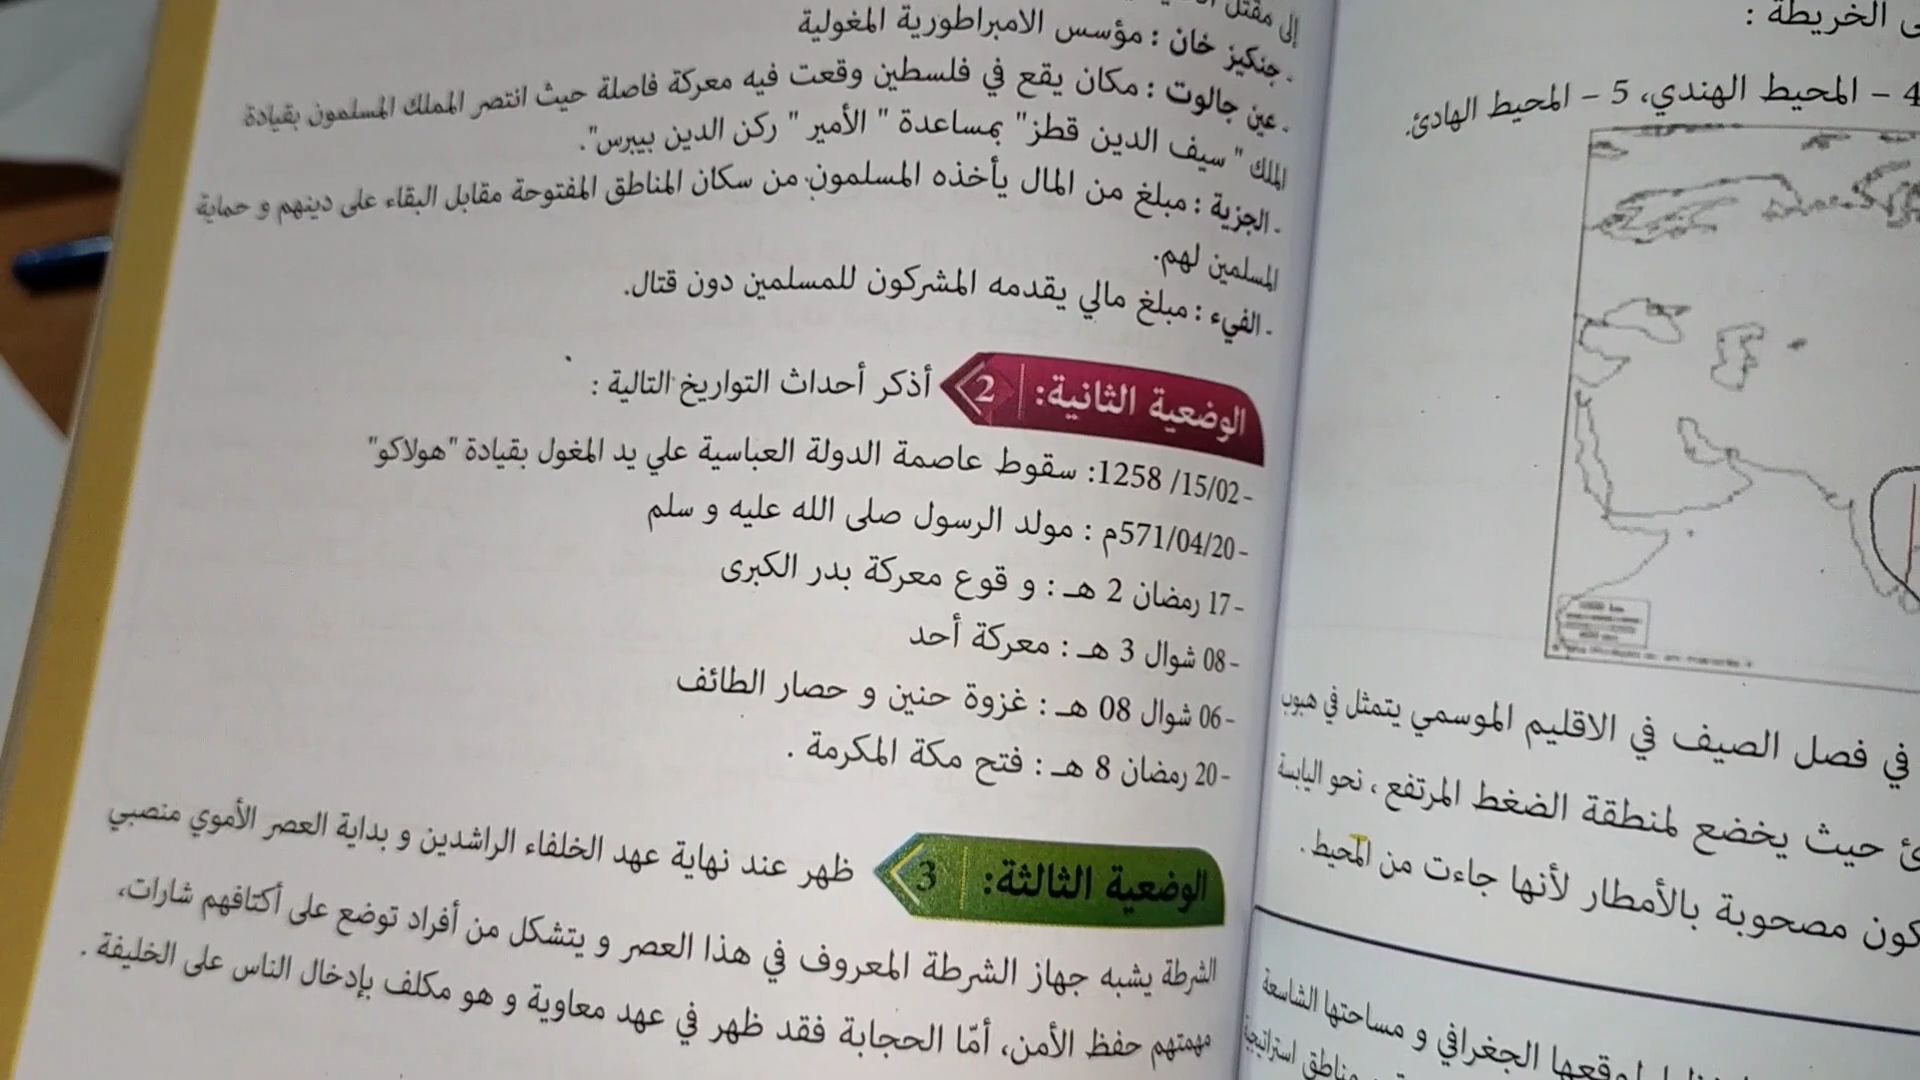 إلى مقتل
- جنكيز خان : مؤسس الامبراطورية المغولية
- عين جالوت : مكان يقع في فلسطين وقعت فيه معركة فاصلة حيث انتصر المملك المسلمون بقيادة
الملك " سيف الدين قطز" بمساعدة " الأمير " ركن الدين بيبرس".
- الجزية : مبلغ من المال يأخذه المسلمون من سكان المناطق المفتوحة مقابل البقاء على دينهم و حماية
المسلمين لهم.
- الفيء : مبلغ مالي يقدمه المشركون للمسلمين دون قتال.
الوضعية الثانية: 2 أذكر أحداث التواريخ التالية :
- 15/02/ 1258: سقوط عاصمة الدولة العباسية علي يد المغول بقيادة "هولاكو"
- 571/04/20م : مولد الرسول صلى الله عليه و سلم
- 17 رمضان 2 هـ : و قوع معركة بدر الكبرى
- 08 شوال 3 هـ : معركة أحد
- 06 شوال 08 هـ : غزوة حنين و حصار الطائف
- 20 رمضان 8 هـ : فتح مكة المكرمة .
الوضعية الثالثة: 3 ظهر عند نهاية عهد الخلفاء الراشدين و بداية العصر الأموي منصبي
الشرطة يشبه جهاز الشرطة المعروف في هذا العصر و يتشكل من أفراد توضع على أكتافهم شارات،
مهمتهم حفظ الأمن، أمّا الحجابة فقد ظهر في عهد معاوية و هو مكلف بإدخال الناس على الخليفة .
الخريطة :
4 - المحيط الهندي، 5 - المحيط الهادئ.
في فصل الصيف في الاقليم الموسمي يتمثل في هبوب
حيث يخضع لمنطقة الضغط المرتفع ، نحو اليابسة
مصحوبة بالأمطار لأنها جاءت من المحيط .
لموقعها الجغرافي و مساحتها الشاسعة
مناطق استراتيجية